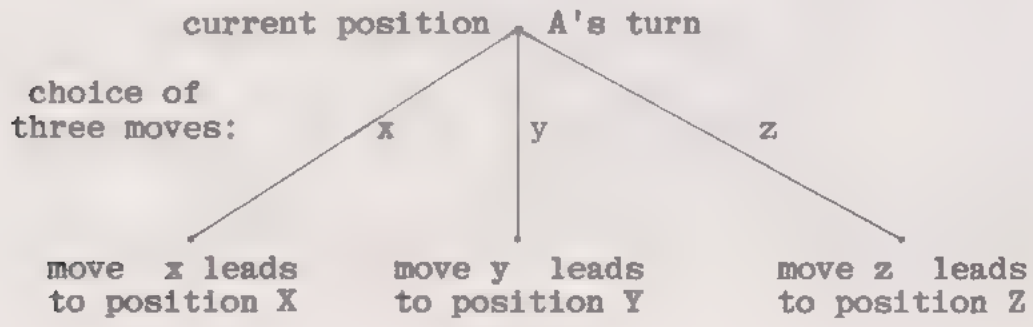 current position A's turn
choice of
three moves:
x y z
move x leads move y leads move z leads
to position X to position Y to position Z